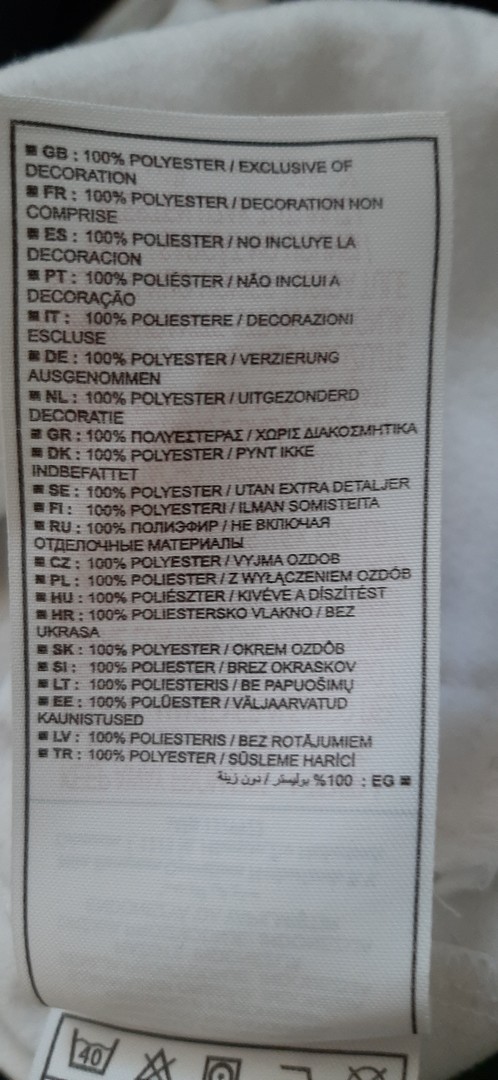 ■ GB : 100% POLYESTER / EXCLUSIVE OF
DECORATION
■ FR : 100% POLYESTER / DECORATION NON
COMPRISE
■ ES : 100% POLIESTER / NO INCLUYE LA
DECORACION
■ PT : 100% POLIÉSTER / NÃO INCLUI A
DECORAÇÃO
■ IT : 100% POLIESTERE / DECORAZIONI
ESCLUSE
■ DE : 100% POLYESTER / VERZIERUNG
AUSGENOMMEN
■ NL : 100% POLYESTER / UITGEZONDERD
DECORATIE
■ GR : 100% ΠΟΛΥΕΣΤΕΡΑΣ / ΧΩΡΙΣ ΔΙΑΚΟΣΜΗΤΙΚΑ
■ DK : 100% POLYESTER / PYNT IKKE
INDBEFATTET
■ SE : 100% POLYESTER / UTAN EXTRA DETALJER
■ FI : 100% POLYESTERI / ILMAN SOMISTEITA
■ RU : 100% ПОЛИЭФИР / НЕ ВКЛЮЧАЯ
ОТДЕЛОЧНЫЕ МАТЕРИАЛЫ
■ CZ : 100% POLYESTER / VYJMA OZDOB
■ PL : 100% POLIESTER / Z WYŁĄCZENIEM OZDÓB
■ HU : 100% POLIÉSZTER / KIVÉVE A DÍSZÍTÉST
■ HR : 100% POLIESTERSKO VLAKNO / BEZ
UKRASA
■ SK : 100% POLYESTER / OKREM OZDÔB
■ SI : 100% POLIESTER / BREZ OKRASKOV
■ LT : 100% POLIESTERIS / BE PAPUOŠIMŲ
■ EE : 100% POLÜESTER / VÄLJAARVATUD
KAUNISTUSED
■ LV : 100% POLIESTERIS / BEZ ROTĀJUMIEM
■ TR : 100% POLYESTER / SÜSLEME HARİCİ
■ EG : 100% بوليستر / دون زينة
40